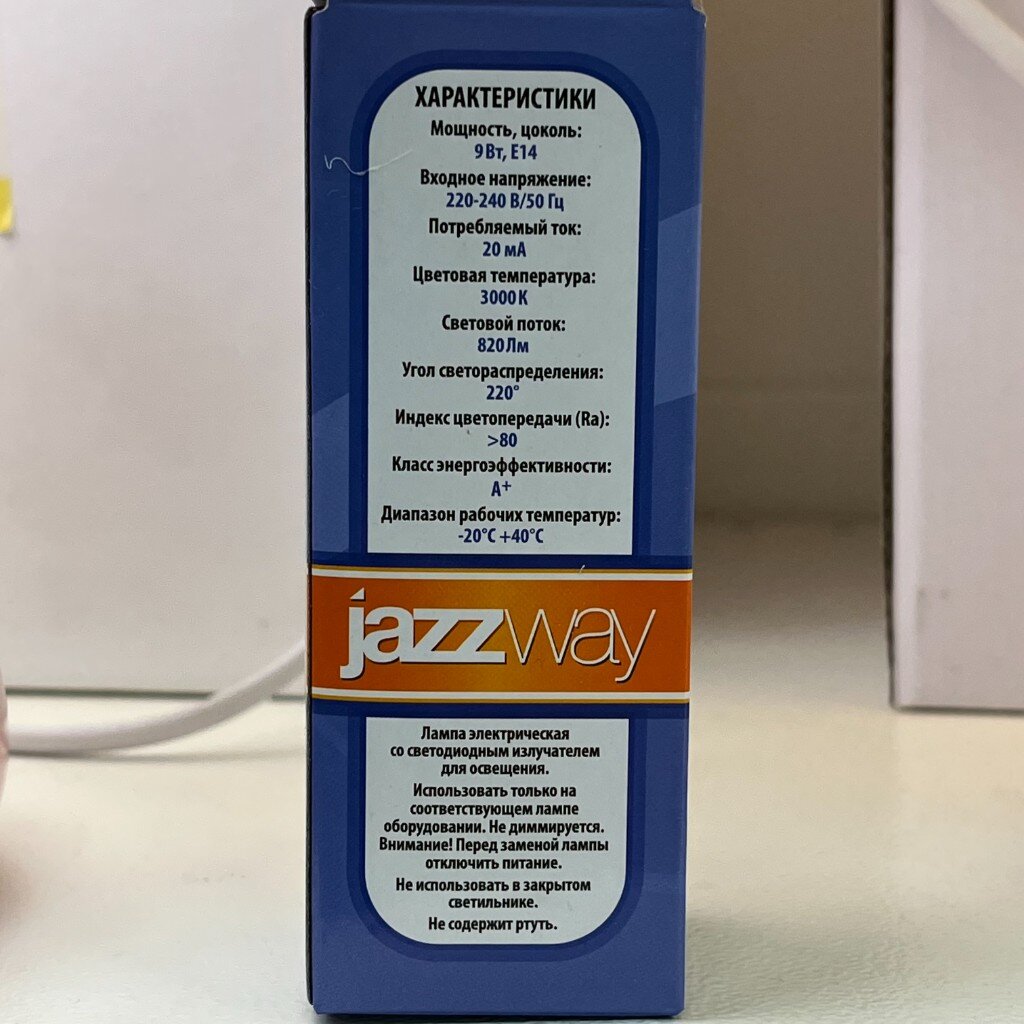 ХАРАКТЕРИСТИКИ
Мощность, цоколь:
9 Вт, E14
Входное напряжение:
220-240 В/50 Гц
Потребляемый ток:
20 мА
Цветовая температура:
3000 К
Световой поток:
820 Лм
Угол светораспределения:
220°
Индекс цветопередачи (Ra):
>80
Класс энергоэффективности:
A+
Диапазон рабочих температур:
-20°C +40°C
jazzway
Лампа электрическая
со светодиодным излучателем
для освещения.
Использовать только на
соответствующем лампе
оборудовании. Не диммируется.
Внимание! Перед заменой лампы
отключить питание.
Не использовать в закрытом
светильнике.
Не содержит ртуть.